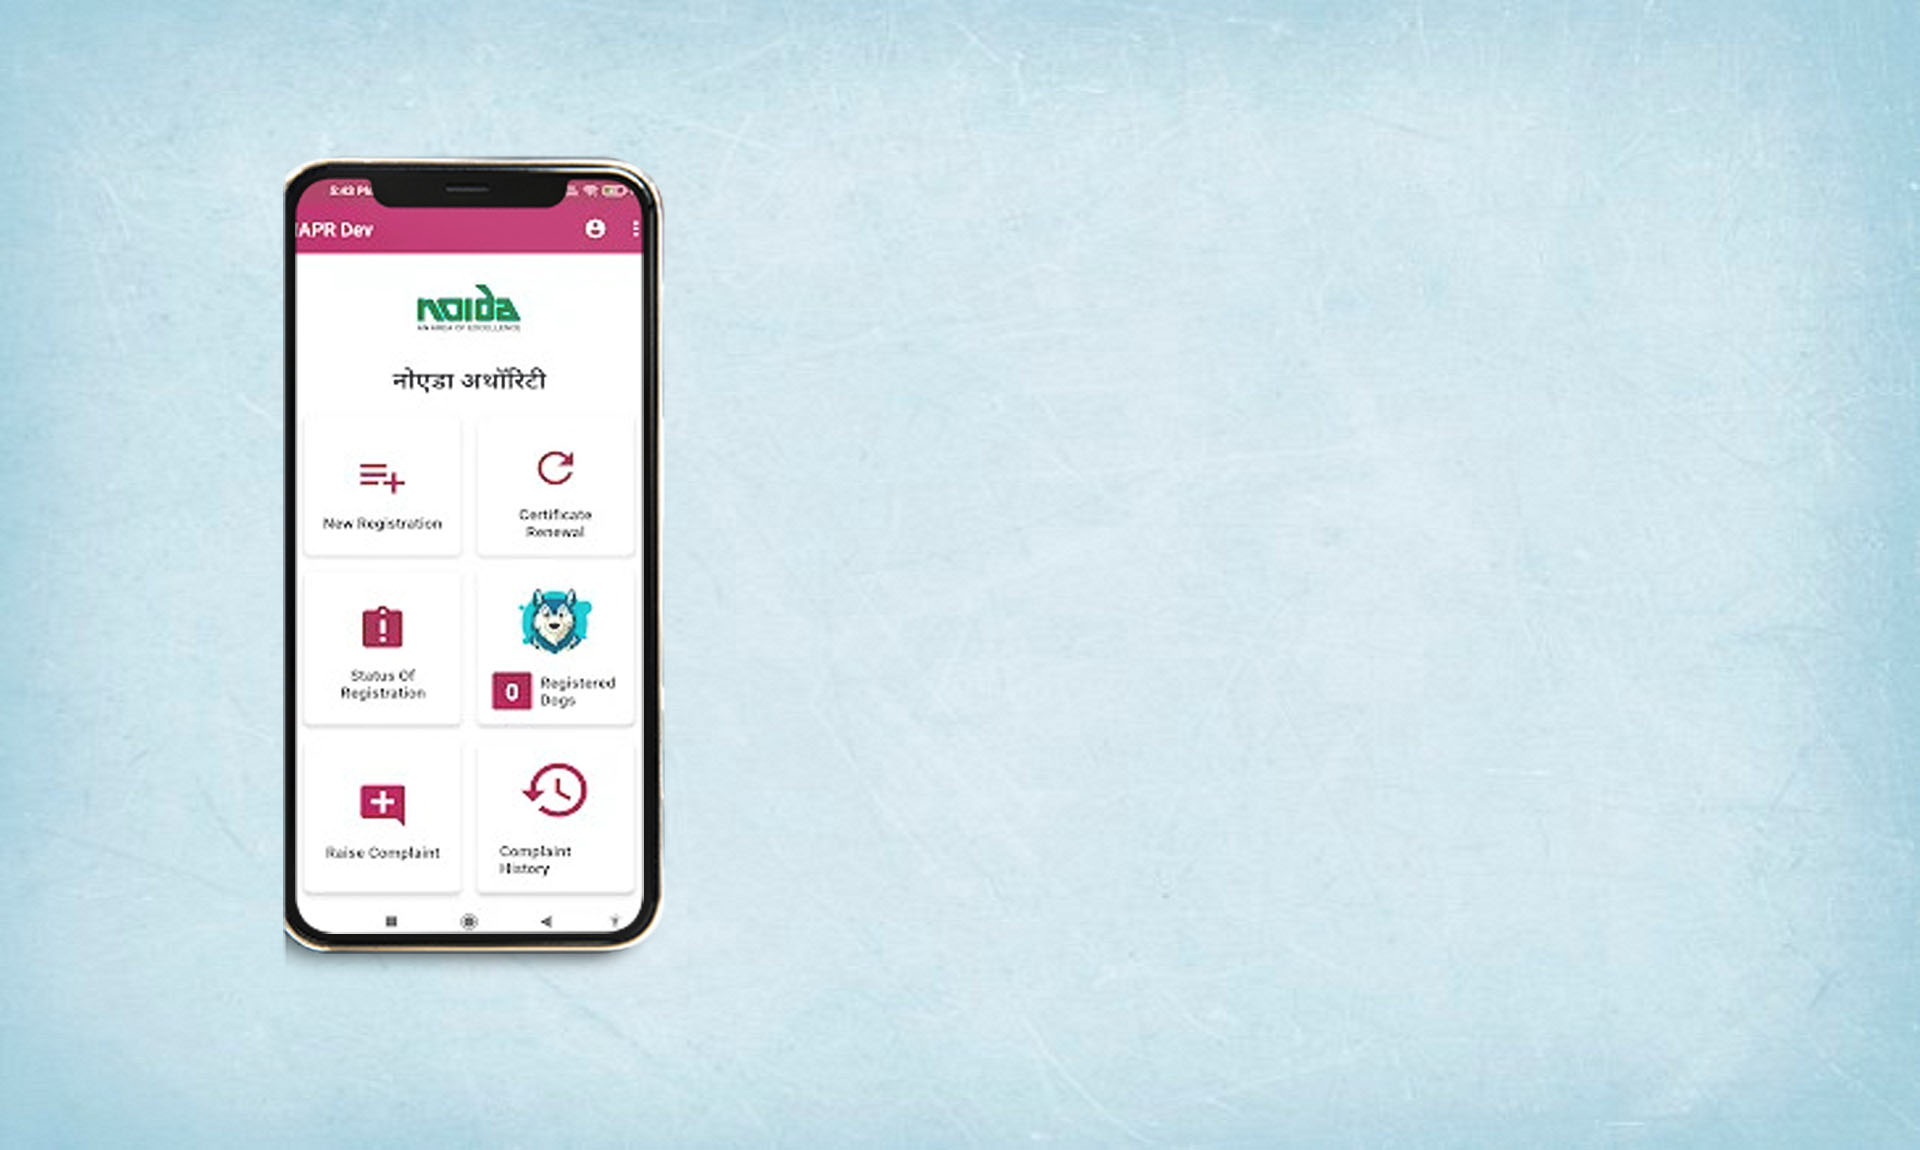 5:43 PM
IAPR Dev
noida
AN AREA OF EXCELLENCE
नोएडा अथॉरिटी
New Registration
Certificate
Renewal
Status Of
Registration
0
Registered
Dogs
Raise Complaint
Complaint
History